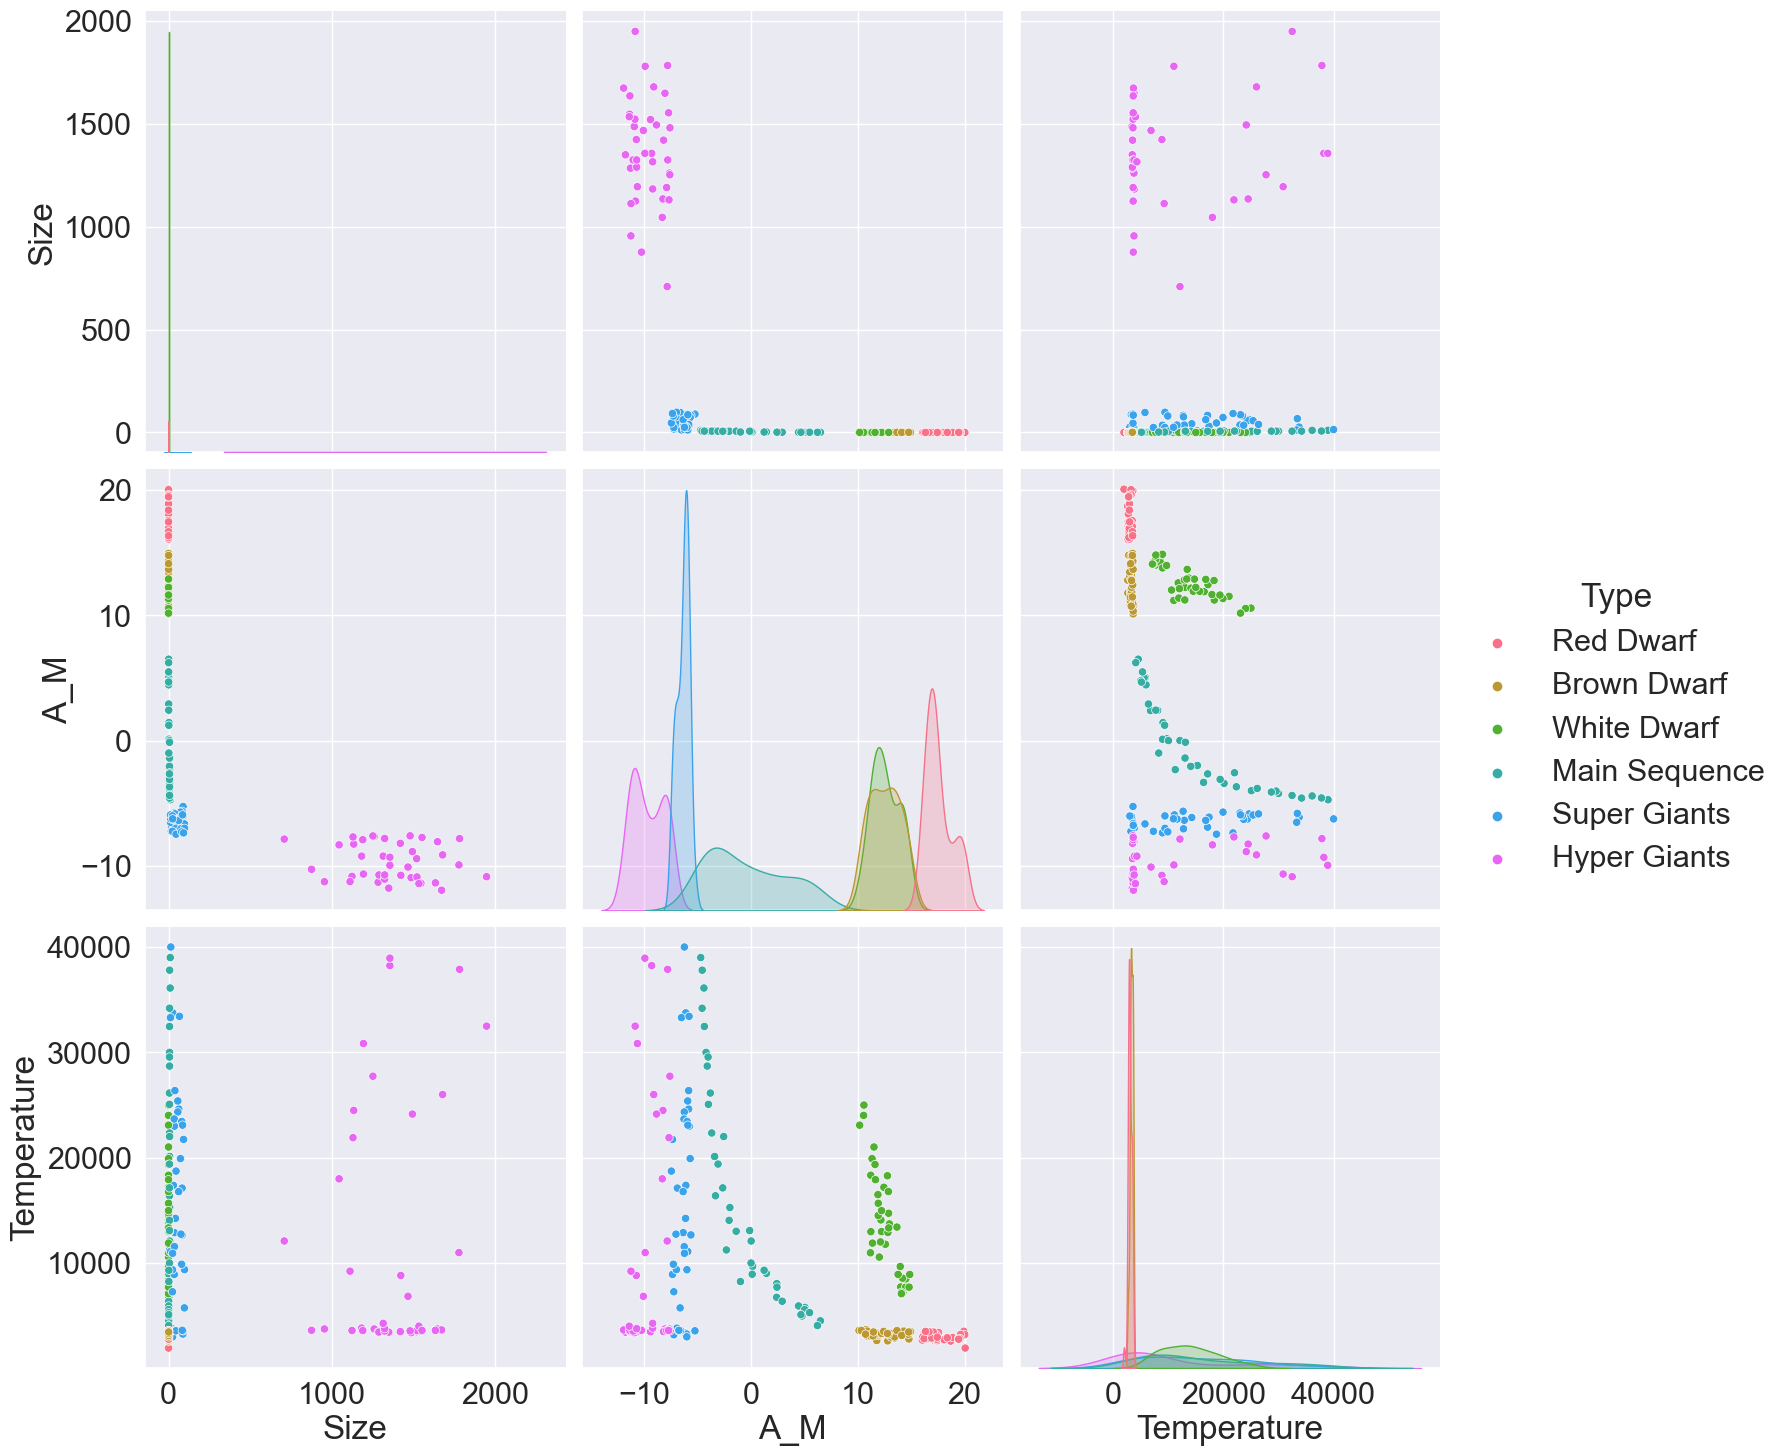 2000
1500
1000
500
0
Size
20
10
0
−10
A_M
40000
30000
20000
10000
Temperature
0 1000 2000
Size
−10 0 10 20
A_M
0 20000 40000
Temperature
Type
Red Dwarf
Brown Dwarf
White Dwarf
Main Sequence
Super Giants
Hyper Giants